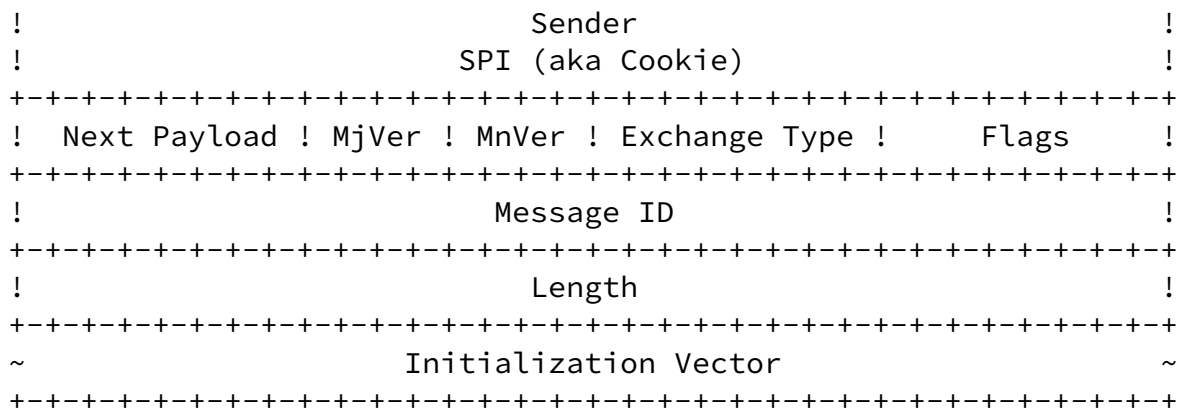 ! Sender !
! SPI (aka Cookie) !
+-+-+-+-+-+-+-+-+-+-+-+-+-+-+-+-+-+-+-+-+-+-+-+-+-+-+-+-+-+-+-+-+
! Next Payload ! MjVer ! MnVer ! Exchange Type ! Flags !
+-+-+-+-+-+-+-+-+-+-+-+-+-+-+-+-+-+-+-+-+-+-+-+-+-+-+-+-+-+-+-+-+
! Message ID !
+-+-+-+-+-+-+-+-+-+-+-+-+-+-+-+-+-+-+-+-+-+-+-+-+-+-+-+-+-+-+-+-+
! Length !
+-+-+-+-+-+-+-+-+-+-+-+-+-+-+-+-+-+-+-+-+-+-+-+-+-+-+-+-+-+-+-+-+
~ Initialization Vector ~
+-+-+-+-+-+-+-+-+-+-+-+-+-+-+-+-+-+-+-+-+-+-+-+-+-+-+-+-+-+-+-+-+